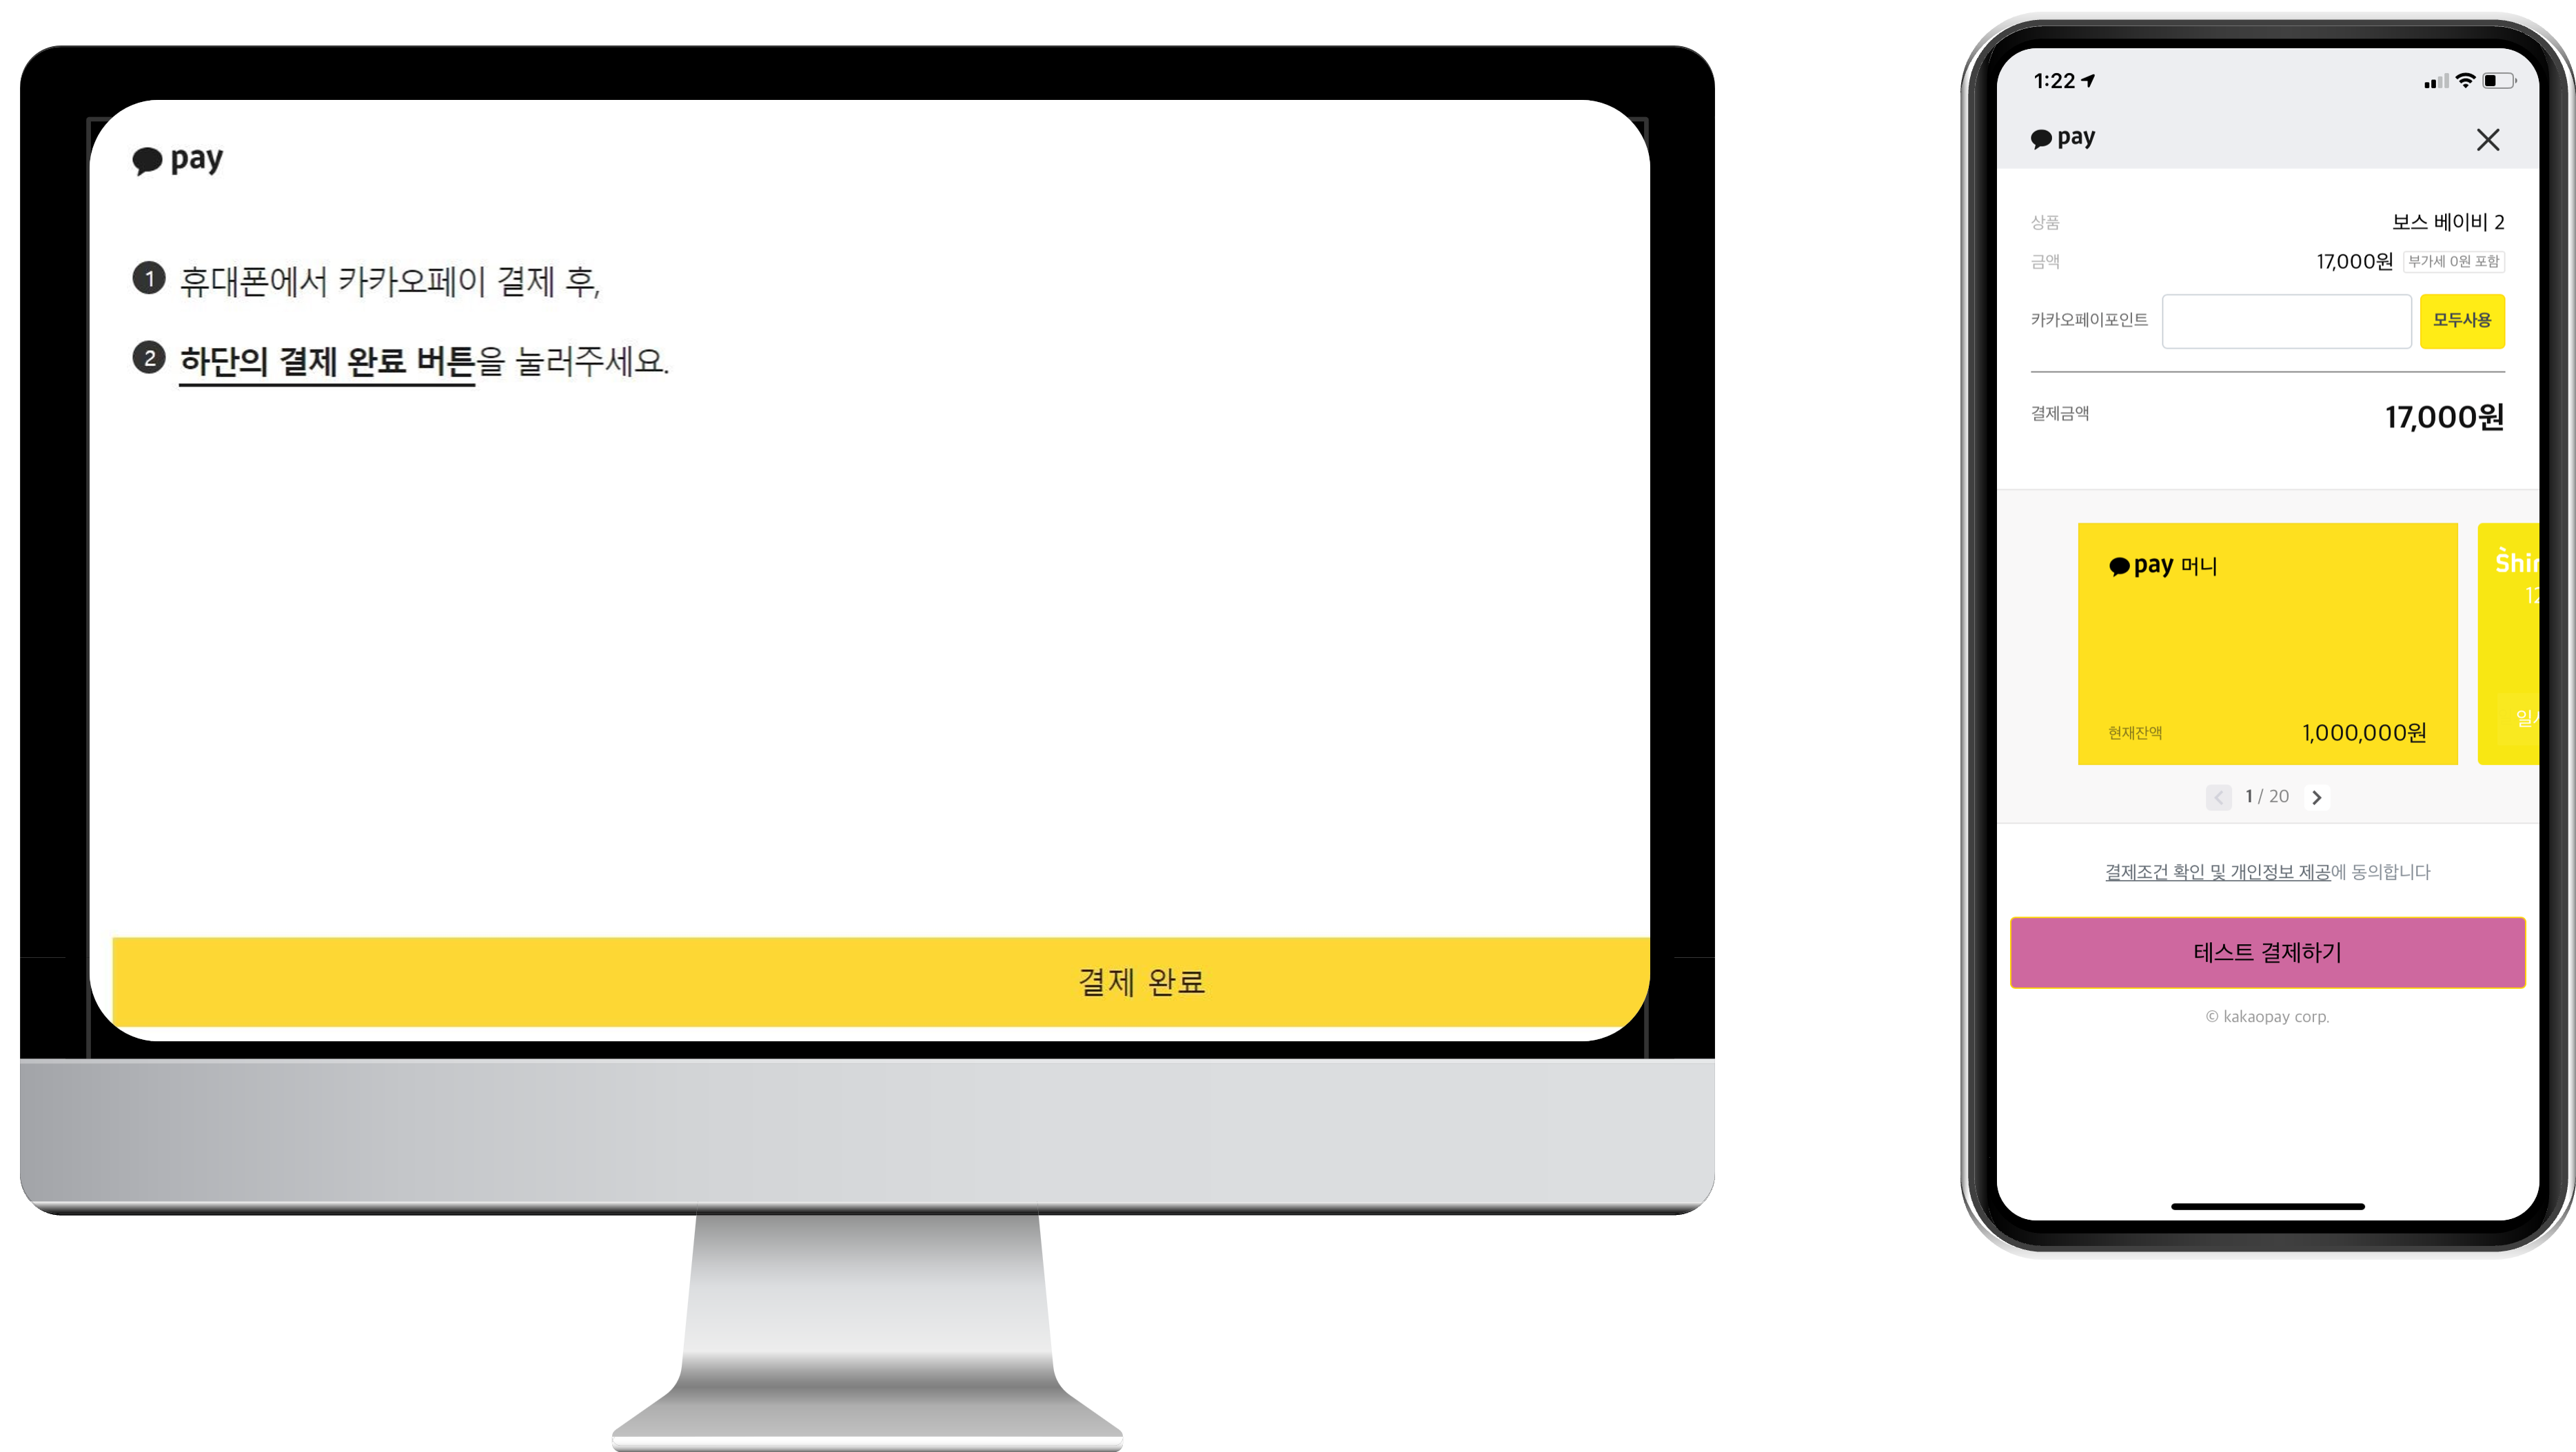 pay
1 휴대폰에서 카카오페이 결제 후,
2 하단의 결제 완료 버튼을 눌러주세요.
결제 완료
1:22
pay
상품 보스 베이비 2
금액 17,000원 부가세 0원 포함
카카오페이포인트 모두사용
결제금액 17,000원
pay 머니
현재잔액 1,000,000원
1 / 20
결제조건 확인 및 개인정보 제공에 동의합니다
테스트 결제하기
© kakaopay corp.